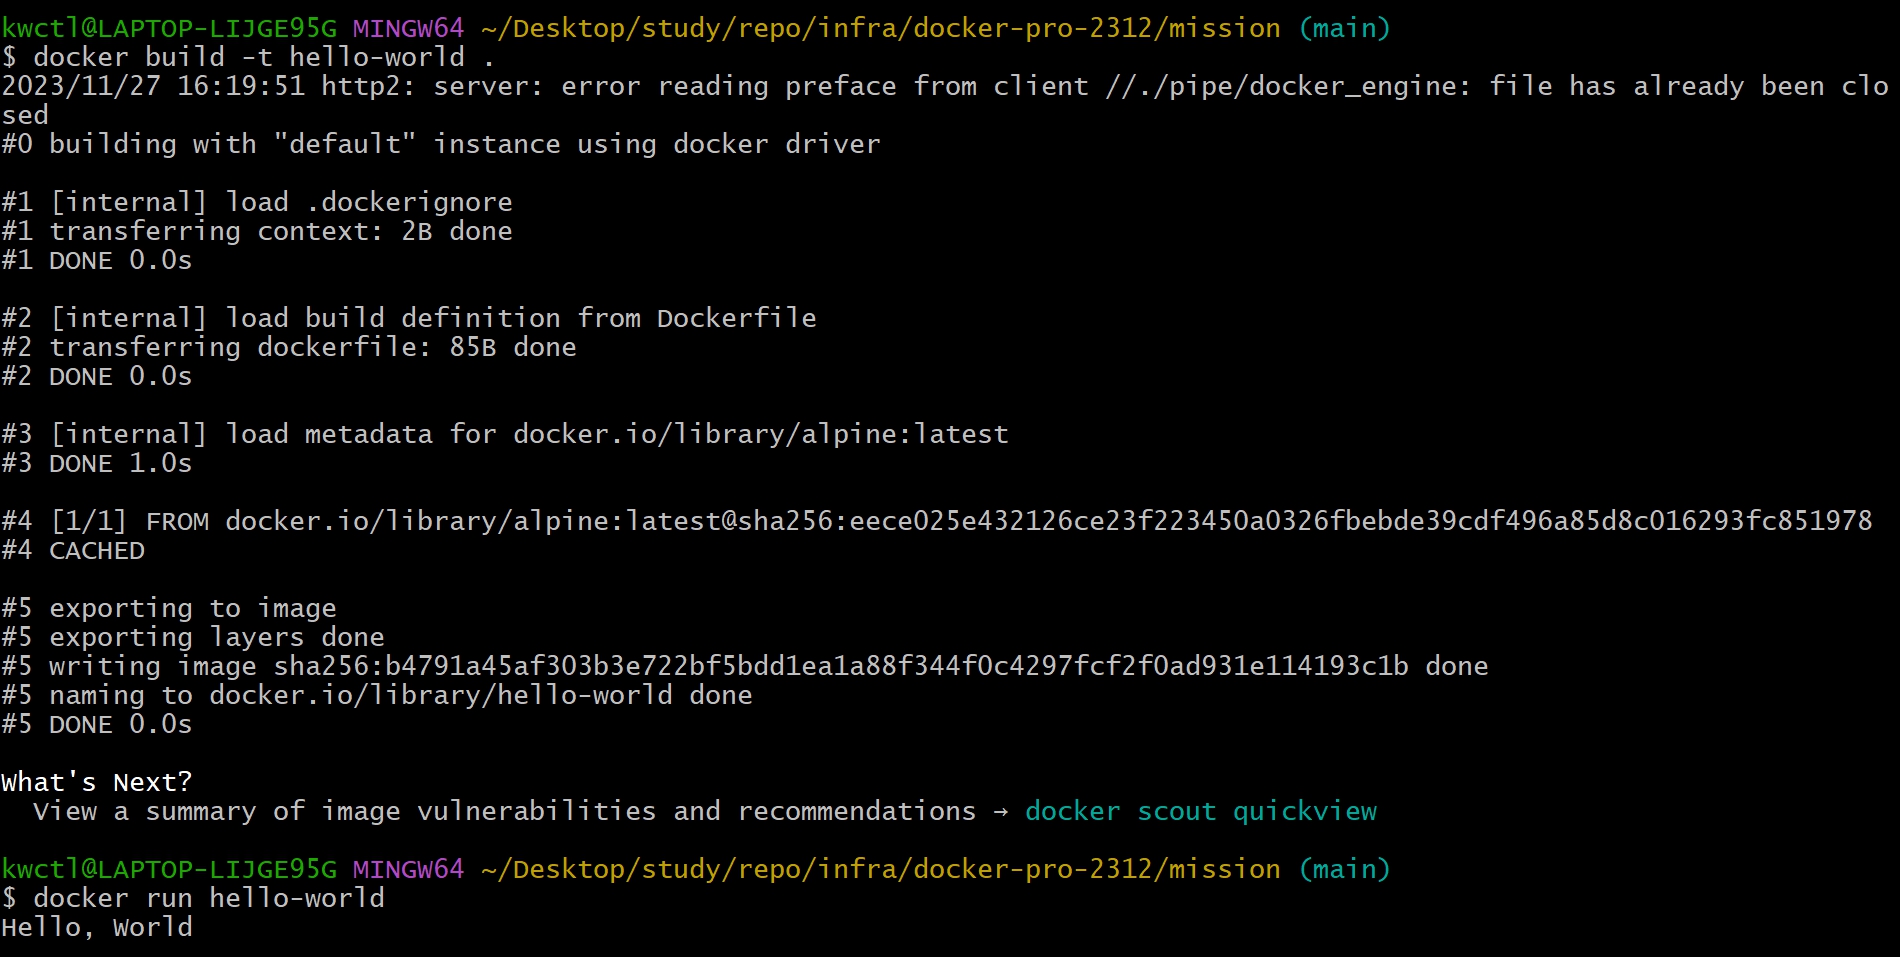 kwctl@LAPTOP-LIJGE95G MINGW64 ~/Desktop/study/repo/infra/docker-pro-2312/mission (main)
$ docker build -t hello-world .
2023/11/27 16:19:51 http2: server: error reading preface from client //./pipe/docker_engine: file has already been clo
sed
#0 building with "default" instance using docker driver

#1 [internal] load .dockerignore
#1 transferring context: 2B done
#1 DONE 0.0s

#2 [internal] load build definition from Dockerfile
#2 transferring dockerfile: 85B done
#2 DONE 0.0s

#3 [internal] load metadata for docker.io/library/alpine:latest
#3 DONE 1.0s

#4 [1/1] FROM docker.io/library/alpine:latest@sha256:eece025e432126ce23f223450a0326fbebde39cdf496a85d8c016293fc851978
#4 CACHED

#5 exporting to image
#5 exporting layers done
#5 writing image sha256:b4791a45af303b3e722bf5bdd1ea1a88f344f0c4297fcf2f0ad931e114193c1b done
#5 naming to docker.io/library/hello-world done
#5 DONE 0.0s

What's Next?
  View a summary of image vulnerabilities and recommendations → docker scout quickview

kwctl@LAPTOP-LIJGE95G MINGW64 ~/Desktop/study/repo/infra/docker-pro-2312/mission (main)
$ docker run hello-world
Hello, World